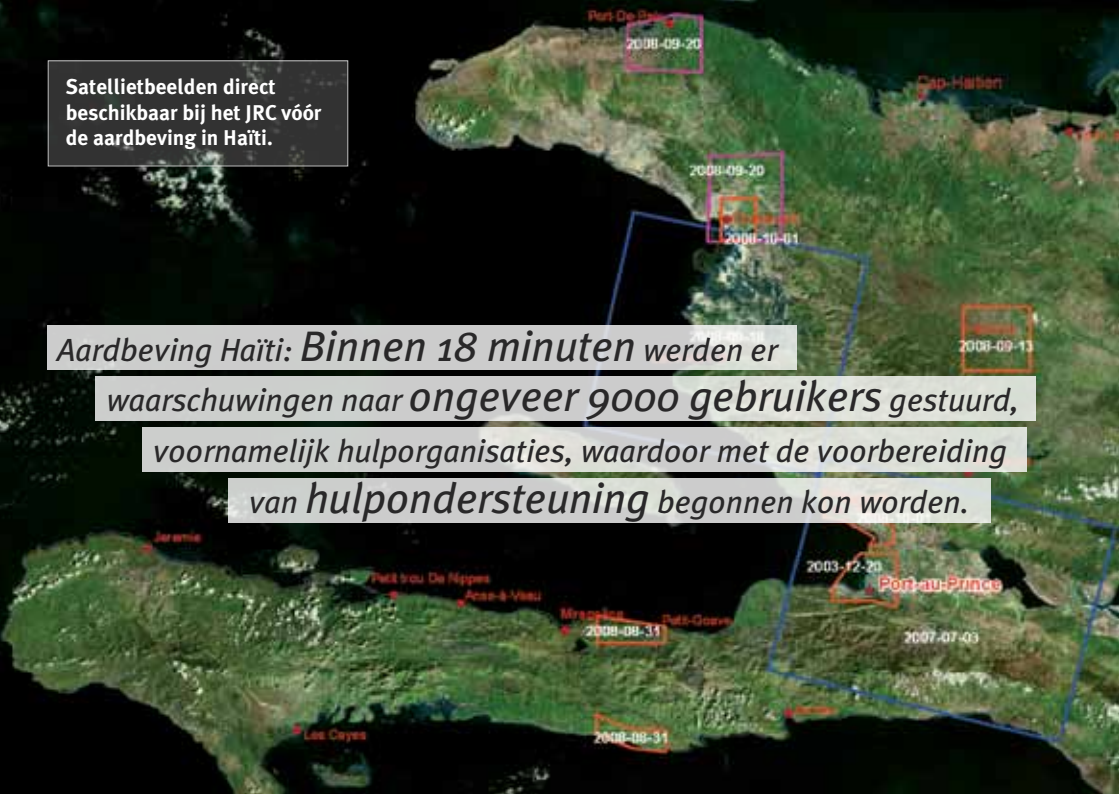 Port-De-Paix
2008-09-20
Satellietbeelden direct
beschikbaar bij het JRC vóór
de aardbeving in Haïti.
Cap-Haitien
2008-09-20
2008-10-01
2008-09-13
Aardbeving Haïti: Binnen 18 minuten werden er
waarschuwingen naar ongeveer 9000 gebruikers gestuurd,
voornamelijk hulporganisaties, waardoor met de voorbereiding
van hulpondersteuning begonnen kon worden.
Jeremie
2003-12-20
Petit trou De Nippes
Port-au-Prince
Anse-à-Veau
Petit-Goave
2008-08-31
2007-07-03
Les Cayes
2008-08-31